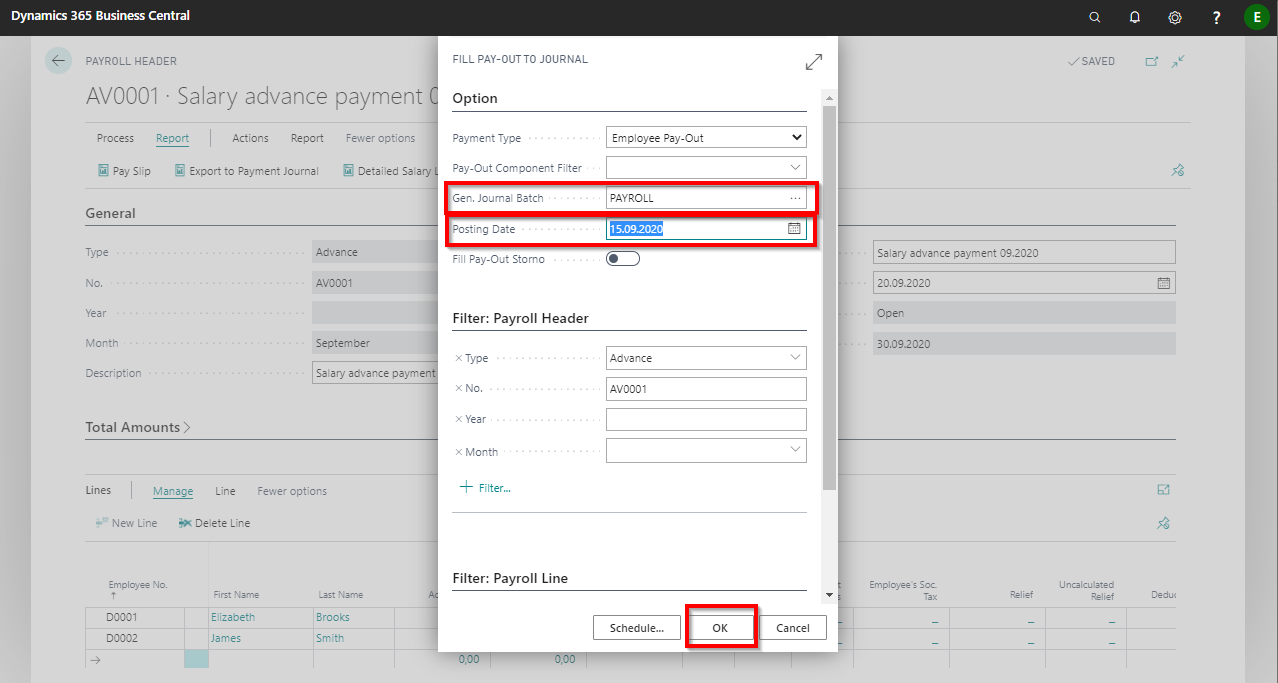 Dynamics 365 Business Central
?
E
PAYROLL HEADER
SAVED
AV0001 · Salary advance payment 0
Process
Report
Actions
Report
Fewer options
Pay Slip
Export to Payment Journal
Detailed Salary L
General
Type
Advance
No.
AV0001
Year
Month
September
Description
Salary advance payment
Salary advance payment 09.2020
20.09.2020
Open
30.09.2020
Total Amounts
Lines
Manage
Line
Fewer options
New Line
Delete Line
Employee No.
First Name
Last Name
Employee's Soc.
Tax
Relief
Uncalculated
Relief
Dedu
D0001
Elizabeth
Brooks
D0002
James
Smith
0,00
0,00
FILL PAY-OUT TO JOURNAL
Option
Payment Type
Employee Pay-Out
Pay-Out Component Filter
Gen. Journal Batch
PAYROLL
Posting Date
15.09.2020
Fill Pay-Out Storno
Filter: Payroll Header
× Type
Advance
× No.
AV0001
× Year
× Month
+ Filter...
Filter: Payroll Line
Schedule...
OK
Cancel